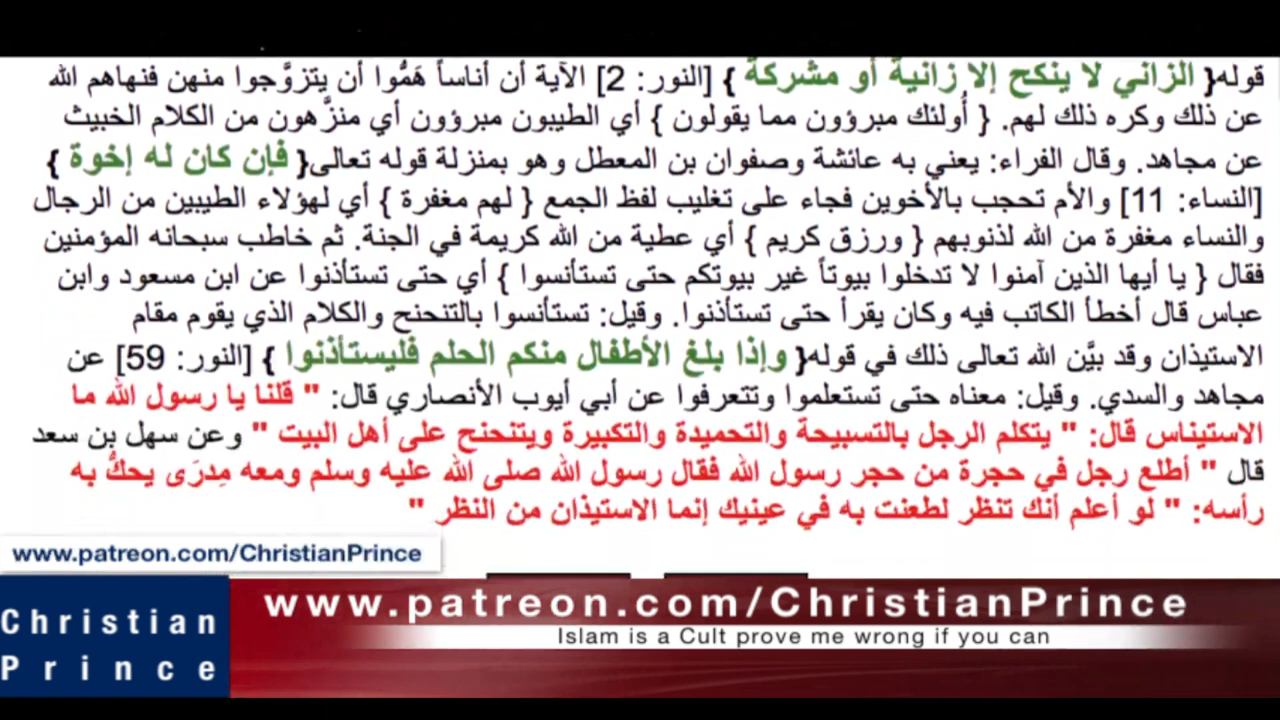 قوله{ الزاني لا ينكح إلا زانية أو مشركة } [النور: 2] الآية أن أناساً هَمُّوا أن يتزوَّجوا منهن فنهاهم الله
عن ذلك وكره ذلك لهم. { أُولئك مبرؤون مما يقولون } أي الطيبون مبرؤون أي منزَّهون من الكلام الخبيث
عن مجاهد. وقال الفراء: يعني به عائشة وصفوان بن المعطل وهو بمنزلة قوله تعالى{ فإن كان له إخوة }
[النساء: 11] والأم تحجب بالأخوين فجاء على تغليب لفظ الجمع { لهم مغفرة } أي لهؤلاء الطيبين من الرجال
والنساء مغفرة من الله لذنوبهم { ورزق كريم } أي عطية من الله كريمة في الجنة. ثم خاطب سبحانه المؤمنين
فقال { يا أيها الذين آمنوا لا تدخلوا بيوتاً غير بيوتكم حتى تستأنسوا } أي حتى تستأذنوا عن ابن مسعود وابن
عباس قال أخطأ الكاتب فيه وكان يقرأ حتى تستأذنوا. وقيل: تستأنسوا بالتنحنح والكلام الذي يقوم مقام
الاستيذان وقد بيَّن الله تعالى ذلك في قوله{ وإذا بلغ الأطفال منكم الحلم فليستأذنوا } [النور: 59] عن
مجاهد والسدي. وقيل: معناه حتى تستعلموا وتتعرفوا عن أبي أيوب الأنصاري قال: " قلنا يا رسول الله ما
الاستيناس قال: " يتكلم الرجل بالتسبيحة والتحميدة والتكبيرة ويتنحنح على أهل البيت " وعن سهل بن سعد
قال " أطلع رجل في حجرة من حجر رسول الله فقال رسول الله صلى الله عليه وسلم ومعه مِدرَى يحكُّ به
رأسه: " لو أعلم أنك تنظر لطعنت به في عينيك إنما الاستيذان من النظر "
www.patreon.com/ChristianPrince
www.patreon.com/ChristianPrince
Islam is a Cult prove me wrong if you can
Christian
Prince